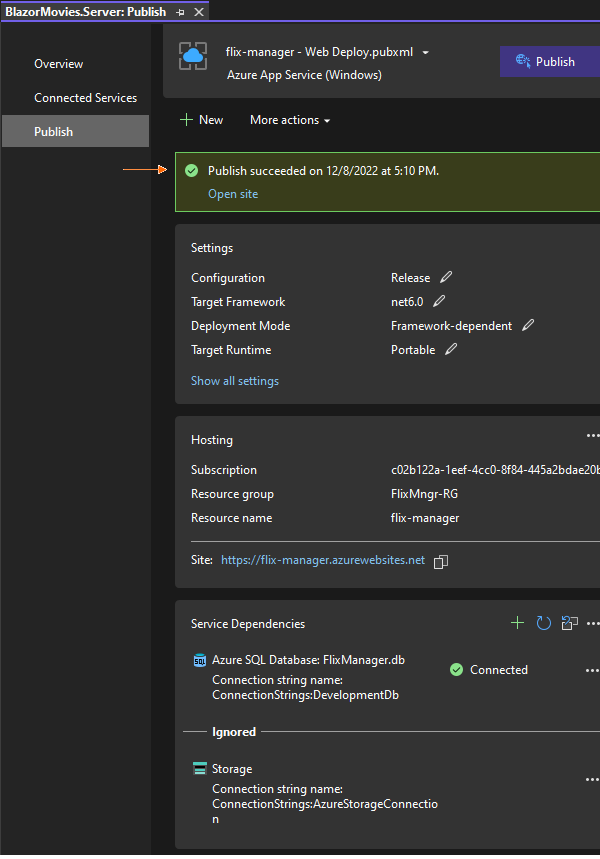 BlazorMovies.Server: Publish
Overview
Connected Services
Publish
flix-manager - Web Deploy.pubxml
Azure App Service (Windows)
Publish
New
More actions
Publish succeeded on 12/8/2022 at 5:10 PM.
Open site
Settings
Configuration Release
Target Framework net6.0
Deployment Mode Framework-dependent
Target Runtime Portable
Show all settings
Hosting
Subscription c02b122a-1eef-4cc0-8f84-445a2bdae20b
Resource group FlixMngr-RG
Resource name flix-manager
Site: https://flix-manager.azurewebsites.net
Service Dependencies
SQL
Azure SQL Database: FlixManager.db
Connected
Connection string name:
ConnectionStrings:DevelopmentDb
Ignored
Storage
Connection string name:
ConnectionStrings:AzureStorageConnectio
n